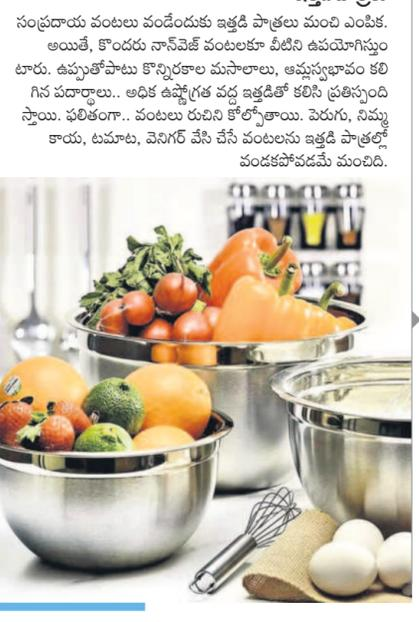 సంప్రదాయ వంటలు వండేందుకు ఇత్తడి పాత్రలు మంచి ఎంపిక.
అయితే, కొందరు నాన్‌వెజ్ వంటలకూ వీటిని ఉపయోగిస్తుం
టారు. ఉప్పుతోపాటు కొన్నిరకాల మసాలాలు, ఆమ్లస్వభావం కలి
గిన పదార్థాలు.. అధిక ఉష్ణోగ్రత వద్ద ఇత్తడితో కలిసి ప్రతిస్పంది
స్తాయి. ఫలితంగా.. వంటలు రుచిని కోల్పోతాయి. పెరుగు, నిమ్మ
కాయ, టమాట, వెనిగర్ వేసి చేసే వంటలను ఇత్తడి పాత్రల్లో
వండకపోవడమే మంచిది.